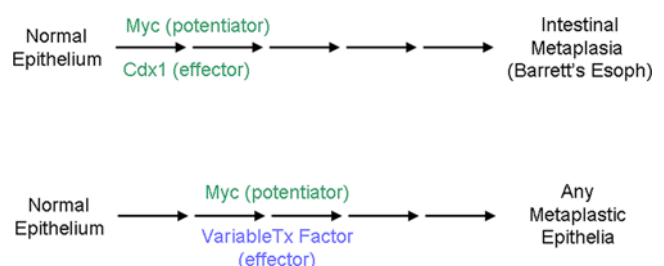 Myc (potentiator)
Normal
Epithelium
Cdx1 (effector)
Intestinal
Metaplasia
(Barrett's Esoph)
Myc (potentiator)
Normal
Epithelium
VariableTx Factor
(effector)
Any
Metaplastic
Epithelia